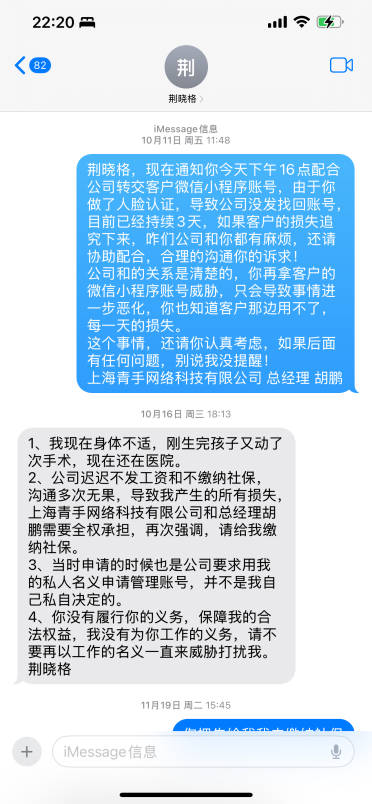 22:20
82
荆
荆晓格
iMessage信息
10月11日 周五 11:48
荆晓格，现在通知你今天下午16点配合
公司转交客户微信小程序账号，由于你
做了人脸认证，导致公司没发找回账号，
目前已经持续3天，如果客户的损失追
究下来，咋们公司和你都有麻烦，还请
协助配合，合理的沟通你的诉求！
公司和的关系是清楚的，你再拿客户的
微信小程序账号威胁，只会导致事情进
一步恶化，你也知道客户那边用不了，
每一天的损失。
这个事情，还请你认真考虑，如果后面
有任何问题，别说我没提醒！
上海青手网络科技有限公司 总经理 胡鹏
10月16日 周三 18:13
1、我现在身体不适，刚生完孩子又动了
次手术，现在还在医院。
2、公司迟迟不发工资和不缴纳社保，
沟通多次无果，导致我产生的所有损失，
上海青手网络科技有限公司和总经理胡
鹏需要全权承担，再次强调，请给我缴
纳社保。
3、当时申请的时候也是公司要求用我
的私人名义申请管理账号，并不是我自
己私自决定的。
4、你没有履行你的义务，保障我的合
法权益，我没有为你工作的义务，请不
要再以工作的名义一直来威胁打扰我。
荆晓格
11月19日 周二 15:45
iMessage信息